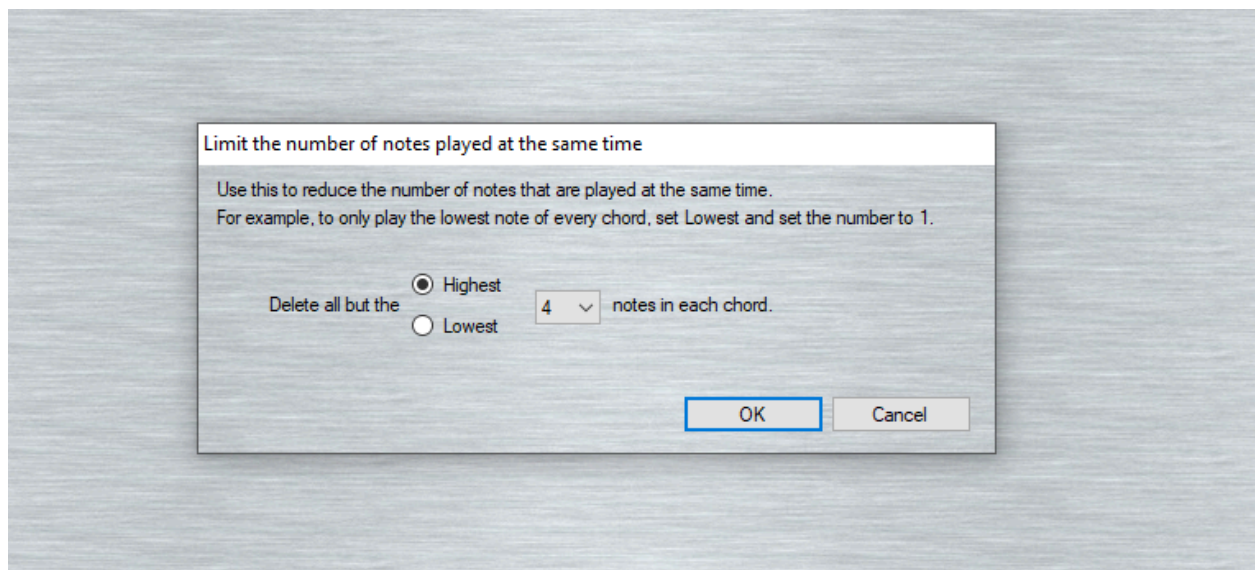 Limit the number of notes played at the same time
Use this to reduce the number of notes that are played at the same time.
For example, to only play the lowest note of every chord, set Lowest and set the number to 1.
Highest
Delete all but the 4 notes in each chord.
Lowest
OK Cancel